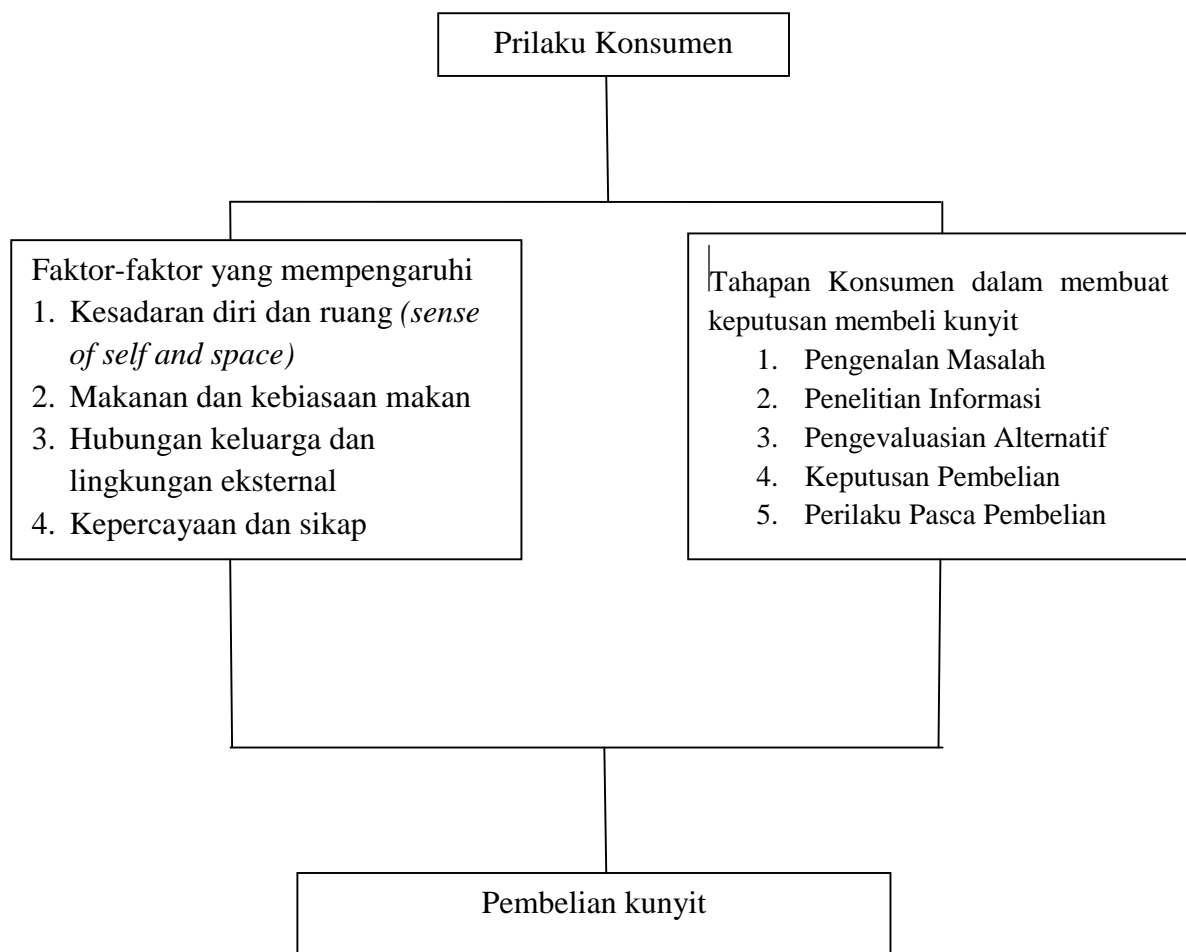 Prilaku Konsumen
Faktor-faktor yang mempengaruhi
1. Kesadaran diri dan ruang (sense
of self and space)
2. Makanan dan kebiasaan makan
3. Hubungan keluarga dan
lingkungan eksternal
4. Kepercayaan dan sikap
Tahapan Konsumen dalam membuat
keputusan membeli kunyit
1. Pengenalan Masalah
2. Penelitian Informasi
3. Pengevaluasian Alternatif
4. Keputusan Pembelian
5. Perilaku Pasca Pembelian
Pembelian kunyit